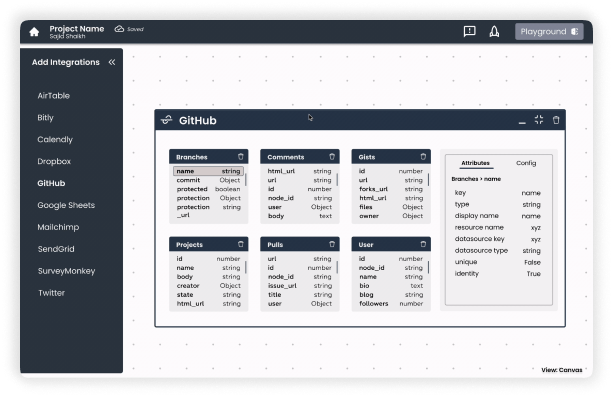 Project Name
Sajid Shaikh
Saved
Playground
Add Integrations
AirTable
Bitly
Calendly
Dropbox
GitHub
Google Sheets
Mailchimp
SendGrid
SurveyMonkey
Twitter
GitHub
Branches
name string
commit Object
protected boolean
protection Object
protection string
_url
Comments
html_url string
url string
id number
node_id string
user Object
body text
Gists
id number
url string
forks_url string
html_url string
files Object
owner Object
Projects
id number
name string
body string
creator Object
state string
html_url string
Pulls
url string
id number
node_id string
issue_url string
title string
user Object
User
id number
node_id string
name string
bio text
blog string
followers number
Attributes Config
Branches > name
key name
type string
display name name
resource name xyz
datasource key xyz
datasource type string
unique False
identity True
View: Canvas